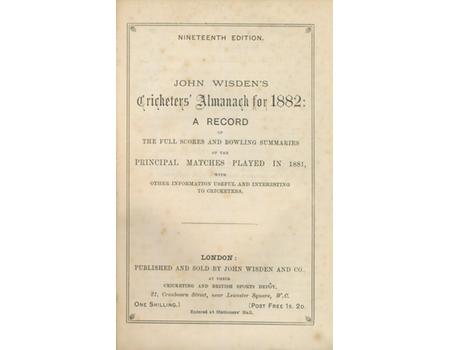 NINETEENTH EDITION.
JOHN WISDEN'S
Cricketers' Almanack for 1882:
A RECORD
OF
THE FULL SCORES AND BOWLING SUMMARIES
OF THE
PRINCIPAL MATCHES PLAYED IN 1881,
WITH
OTHER INFORMATION USEFUL AND INTERESTING
TO CRICKETERS.
LONDON:
PUBLISHED AND SOLD BY JOHN WISDEN AND CO.
AT THEIR
CRICKETING AND BRITISH SPORTS DEPÔT,
21, Cranbourn Street, near Leicester Square, W.C.
ONE SHILLING.] [POST FREE 1S. 2D.
Entered at Stationers' Hall.